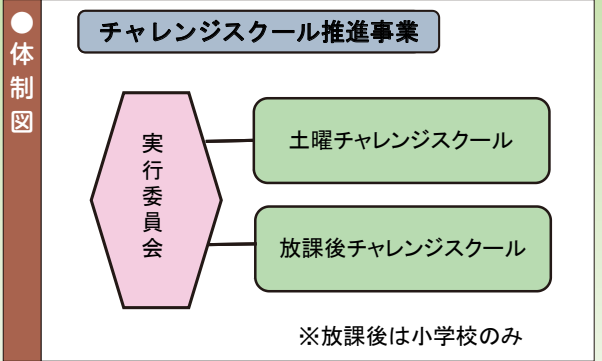 ●体制図
チャレンジスクール推進事業
実行委員会
土曜チャレンジスクール
放課後チャレンジスクール
※放課後は小学校のみ